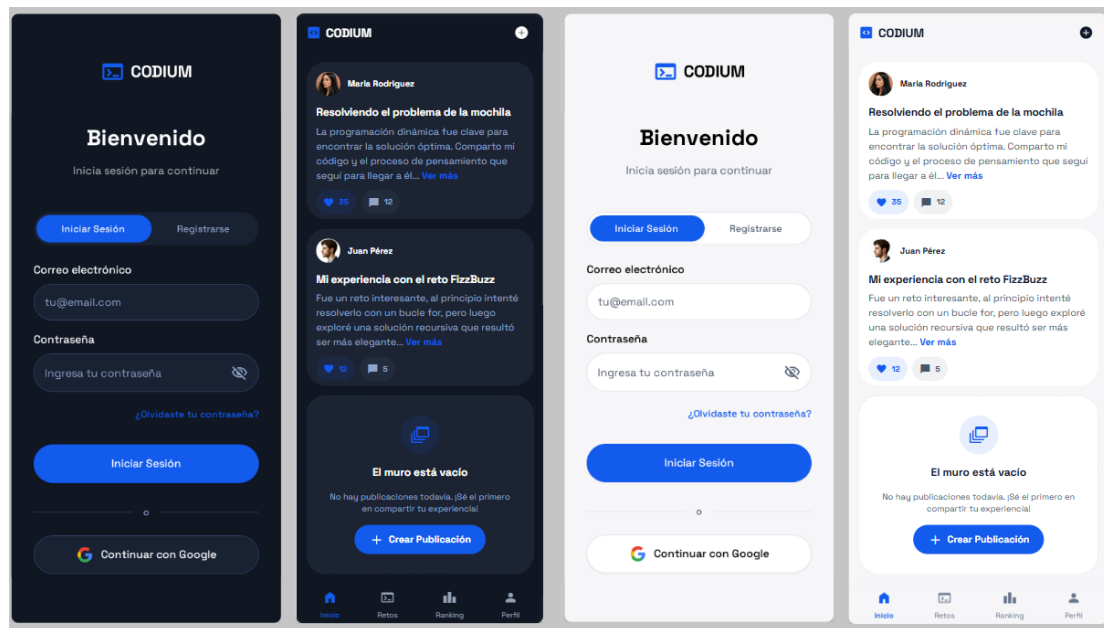 CODIUM
Bienvenido
Inicia sesión para continuar
Iniciar Sesión
Registrarse
Correo electrónico
tu@email.com
Contraseña
Ingresa tu contraseña
¿Olvidaste tu contraseña?
Iniciar Sesión
o
Continuar con Google
CODIUM
Maria Rodriguez
Resolviendo el problema de la mochila
La programación dinámica fue clave para
encontrar la solución óptima. Comparto mi
código y el proceso de pensamiento que
seguí para llegar a él... Ver más
35
12
Juan Pérez
Mi experiencia con el reto FizzBuzz
Fue un reto interesante, al principio intenté
resolverlo con un bucle for, pero luego
exploré una solución recursiva que resultó
ser más elegante... Ver más
12
5
El muro está vacío
No hay publicaciones todavía. ¡Sé el primero
en compartir tu experiencia!
Crear Publicación
Inicio
Retos
Ranking
Perfil
CODIUM
Bienvenido
Inicia sesión para continuar
Iniciar Sesión
Registrarse
Correo electrónico
tu@email.com
Contraseña
Ingresa tu contraseña
¿Olvidaste tu contraseña?
Iniciar Sesión
o
Continuar con Google
CODIUM
Maria Rodriguez
Resolviendo el problema de la mochila
La programación dinámica fue clave para
encontrar la solución óptima. Comparto mi
código y el proceso de pensamiento que seguí
para llegar a él... Ver más
35
12
Juan Pérez
Mi experiencia con el reto FizzBuzz
Fue un reto interesante, al principio intenté
resolverlo con un bucle for, pero luego exploré
una solución recursiva que resultó ser más
elegante... Ver más
12
5
El muro está vacío
No hay publicaciones todavía. ¡Sé el primero en
compartir tu experiencia!
Crear Publicación
Inicio
Retos
Ranking
Perfil